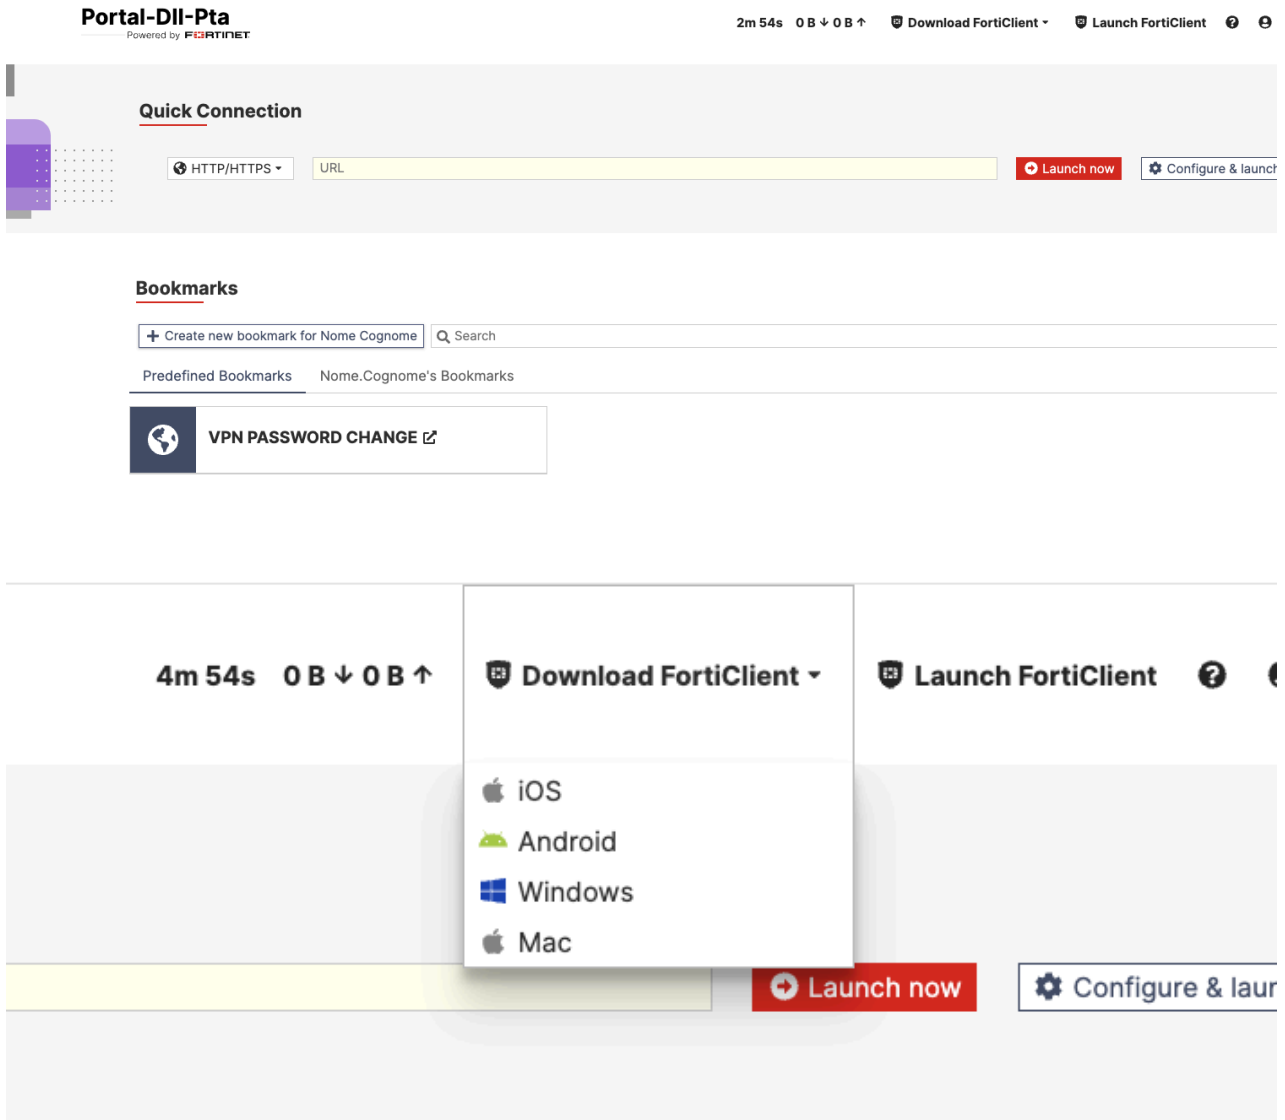 Portal-Dll-Pta
Powered by FORTINET
2m 54s 0 B ↓ 0 B ↑ Download FortiClient Launch FortiClient
Quick Connection
HTTP/HTTPS URL Launch now Configure & launch
Bookmarks
+ Create new bookmark for Nome Cognome Search
Predefined Bookmarks Nome.Cognome's Bookmarks
VPN PASSWORD CHANGE
4m 54s 0 B ↓ 0 B ↑ Download FortiClient Launch FortiClient
iOS
Android
Windows
Mac
Launch now Configure & laun